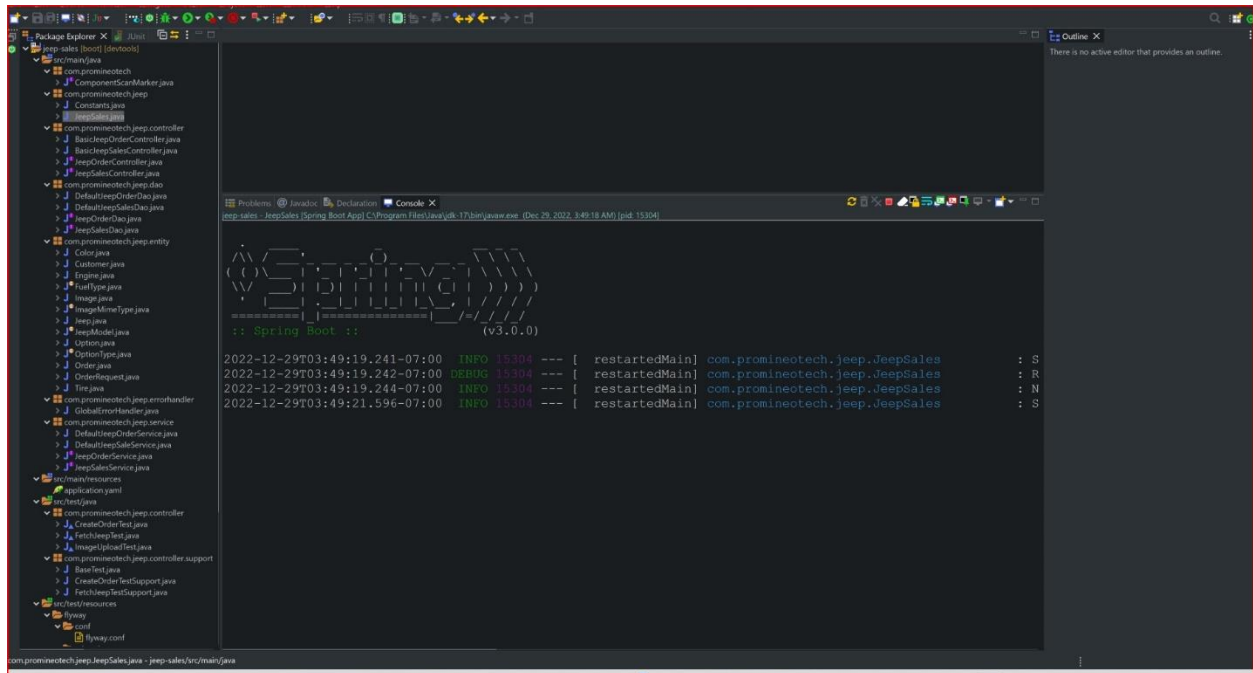 Package Explorer
JUnit
jeep-sales [boot] [devtools]
src/main/java
com.promineotech
ComponentScanMarker.java
com.promineotech.jeep
Constants.java
JeepSales.java
com.promineotech.jeep.controller
BasicJeepOrderController.java
BasicJeepSalesController.java
JeepOrderController.java
JeepSalesController.java
com.promineotech.jeep.dao
DefaultJeepOrderDao.java
DefaultJeepSalesDao.java
JeepOrderDao.java
JeepSalesDao.java
com.promineotech.jeep.entity
Color.java
Customer.java
Engine.java
FuelType.java
Image.java
ImageMimeType.java
Jeep.java
JeepModel.java
Option.java
OptionType.java
Order.java
OrderRequest.java
Tire.java
com.promineotech.jeep.errorhandler
GlobalErrorHandler.java
com.promineotech.jeep.service
DefaultJeepOrderService.java
DefaultJeepSaleService.java
JeepOrderService.java
JeepSalesService.java
src/main/resources
application.yaml
src/test/java
com.promineotech.jeep.controller
CreateOrderTest.java
FetchJeepTest.java
ImageUploadTest.java
com.promineotech.jeep.controller.support
BaseTest.java
CreateOrderTestSupport.java
FetchJeepTestSupport.java
src/test/resources
flyway
conf
flyway.conf
Problems @ Javadoc Declaration Console
jeep-sales - JeepSales [Spring Boot App] C:\Program Files\Java\jdk-17\bin\javaw.exe (Dec 29, 2022, 3:49:18 AM) [pid: 15304]
Spring
:: Spring Boot :: (v3.0.0)
2022-12-29T03:49:19.241-07:00 INFO 15304 --- [ restartedMain] com.promineotech.jeep.JeepSales : S
2022-12-29T03:49:19.242-07:00 DEBUG 15304 --- [ restartedMain] com.promineotech.jeep.JeepSales : R
2022-12-29T03:49:19.244-07:00 INFO 15304 --- [ restartedMain] com.promineotech.jeep.JeepSales : N
2022-12-29T03:49:21.596-07:00 INFO 15304 --- [ restartedMain] com.promineotech.jeep.JeepSales : S
Outline
There is no active editor that provides an outline.
com.promineotech.jeep.JeepSales.java - jeep-sales/src/main/java